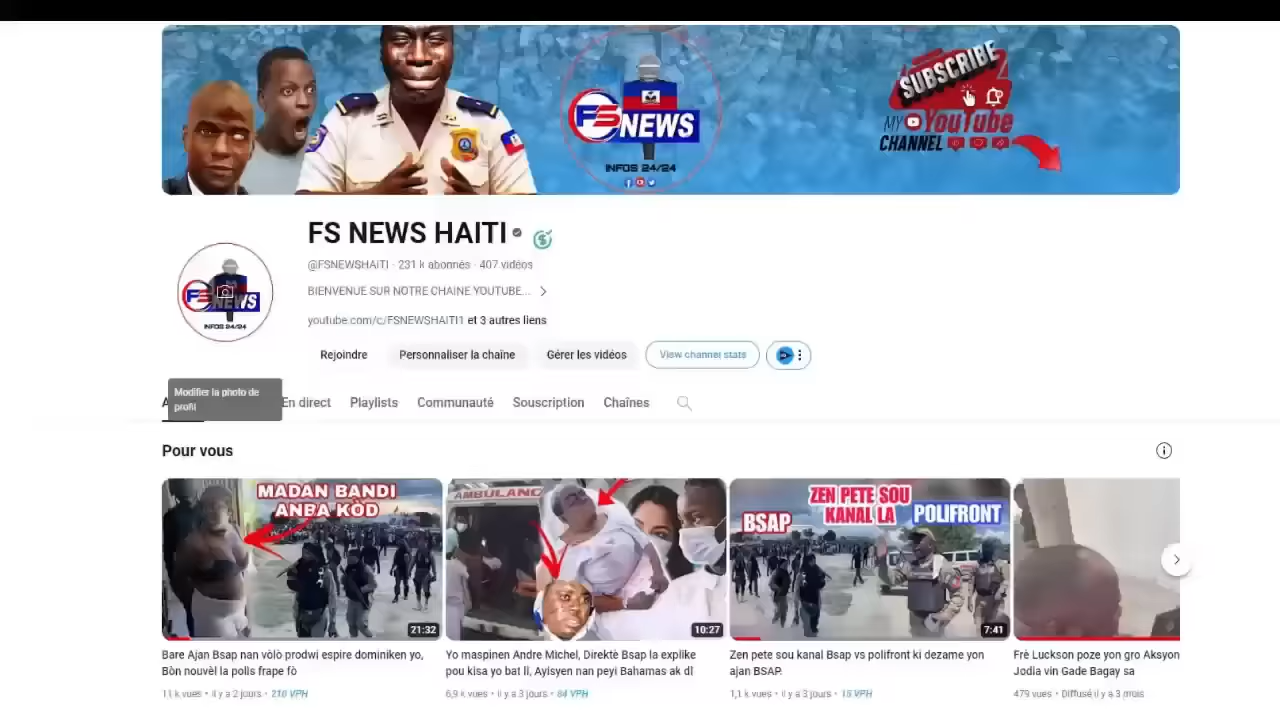 SUBSCRIBE
FS NEWS
MY YouTube
CHANNEL
INFOS 24/24
FS NEWS HAITI
@FSNEWSHAITI · 231 k abonnés · 407 vidéos
BIENVENUE SUR NOTRE CHAINE YOUTUBE...
FS NEWS
INFOS 24/24
youtube.com/c/FSNEWSHAITI1 et 3 autres liens
Rejoindre Personnaliser la chaîne Gérer les vidéos View channel stats
Modifier la photo de
profil
A En direct Playlists Communauté Souscription Chaînes
Pour vous
MADAN BANDI
ANBA KÒD
AMBULANC
ZEN PETE SOU
KANAL LA
BSAP
POLIFRONT
21:32
10:27
7:41
Bare Ajan Bsap nan vòlò prodwi espire dominiken yo,
Bòn nouvèl la polis frape fò
11 k vues • il y a 2 jours • 210 VPH
Yo maspinen Andre Michel, Direktè Bsap la eksplike
pou kisa yo bat li, Ayisyen nan peyi Bahamas ak dl
6,9 k vues • il y a 3 jours • 84 VPH
Zen pete sou kanal Bsap vs polifront ki dezame yon
ajan BSAP.
1,1 k vues • il y a 3 jours • 15 VPH
Frè Luckson poze yon gro Aksyon
Jodia vin Gade Bagay sa
479 vues • Diffusé il y a 3 mois